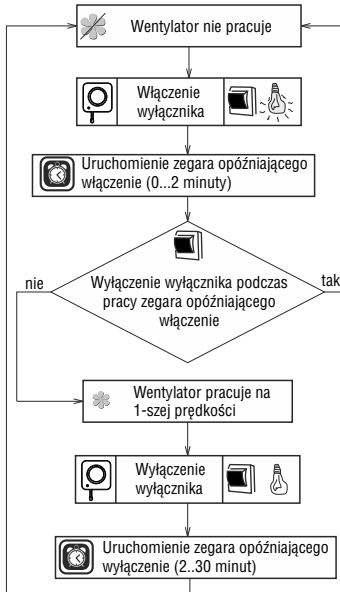 Wentylator nie pracuje
Włączenie
wyłącznika
Uruchomienie zegara opóźniającego
włączenie (0...2 minuty)
nie
tak
Wyłączenie wyłącznika podczas
pracy zegara opóźniającego
włączenie
Wentylator pracuje na
1-szej prędkości
Wyłączenie
wyłącznika
Uruchomienie zegara opóźniającego
wyłączenie (2..30 minut)